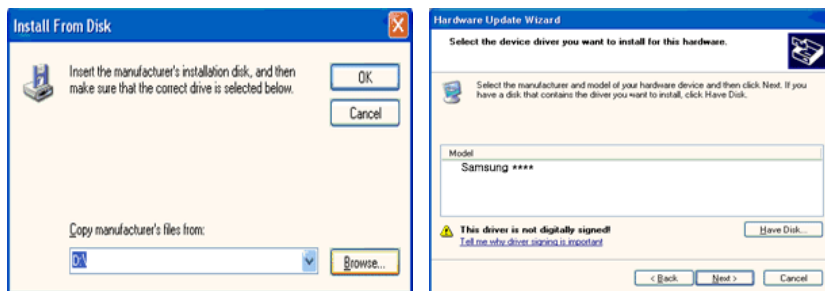 Install From Disk
Insert the manufacturer's installation disk, and then
make sure that the correct drive is selected below.
OK
Cancel
Copy manufacturer's files from:
D:\
Browse...
Hardware Update Wizard
Select the device driver you want to install for this hardware.
Select the manufacturer and model of your hardware device and then click Next. If you
have a disk that contains the driver you want to install, click Have Disk.
Model
Samsung ****
This driver is not digitally signed!
Tell me why driver signing is important
Have Disk...
< Back
Next >
Cancel